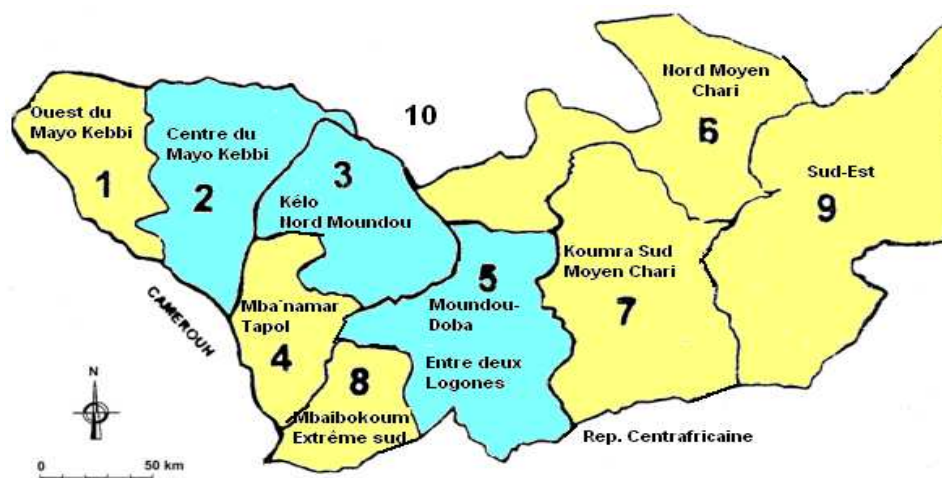 Ouest du
Mayo Kebbi
1
Centre du
Mayo Kebbi
2
3
Kélo
Nord Moundou
10
Nord Moyen
Chari
6
Sud-Est
9
Koumra Sud
Moyen Chari
7
5
Moundou-
Doba
Entre deux
Logones
Mba¨namar
Tapol
4
8
Mbaibokoum
Extrême sud
CAMEROUN
Rep. Centrafricaine
N
0 50 km